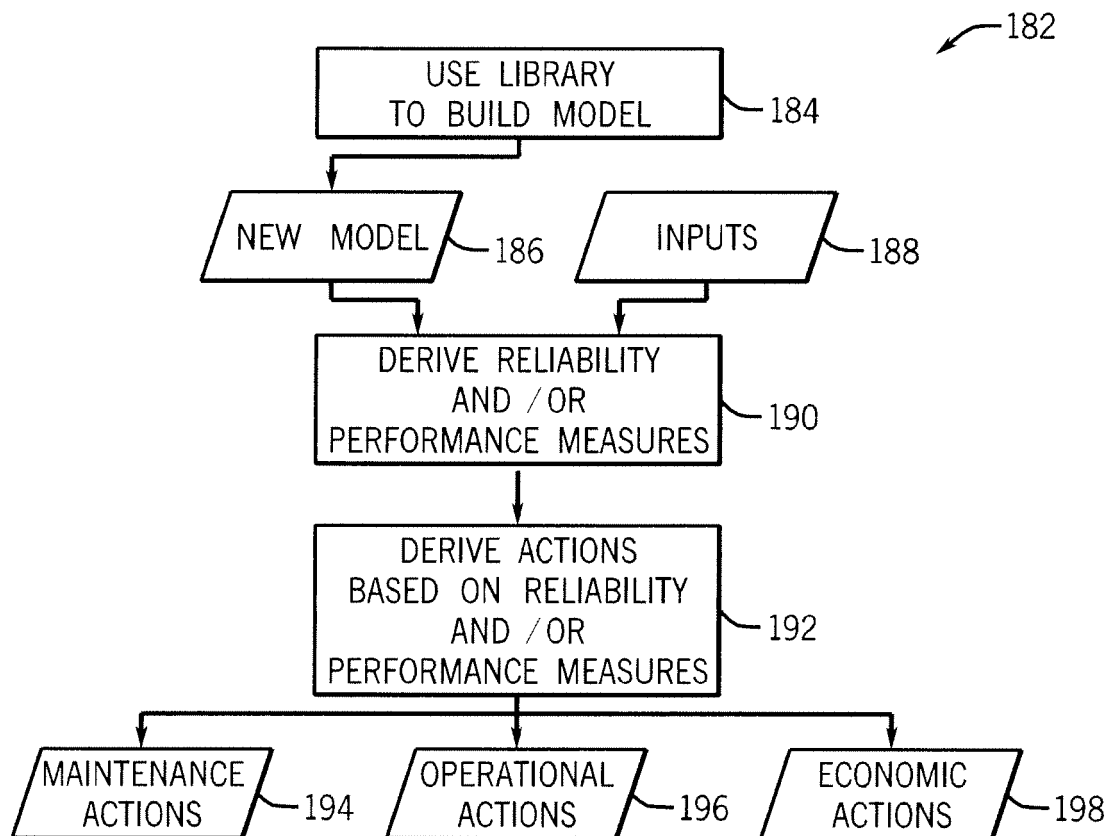 182
USE LIBRARY
TO BUILD MODEL
184
NEW MODEL
186
INPUTS
188
DERIVE RELIABILITY
AND /OR
PERFORMANCE MEASURES
190
DERIVE ACTIONS
BASED ON RELIABILITY
AND /OR
PERFORMANCE MEASURES
192
MAINTENANCE
ACTIONS
194
OPERATIONAL
ACTIONS
196
ECONOMIC
ACTIONS
198